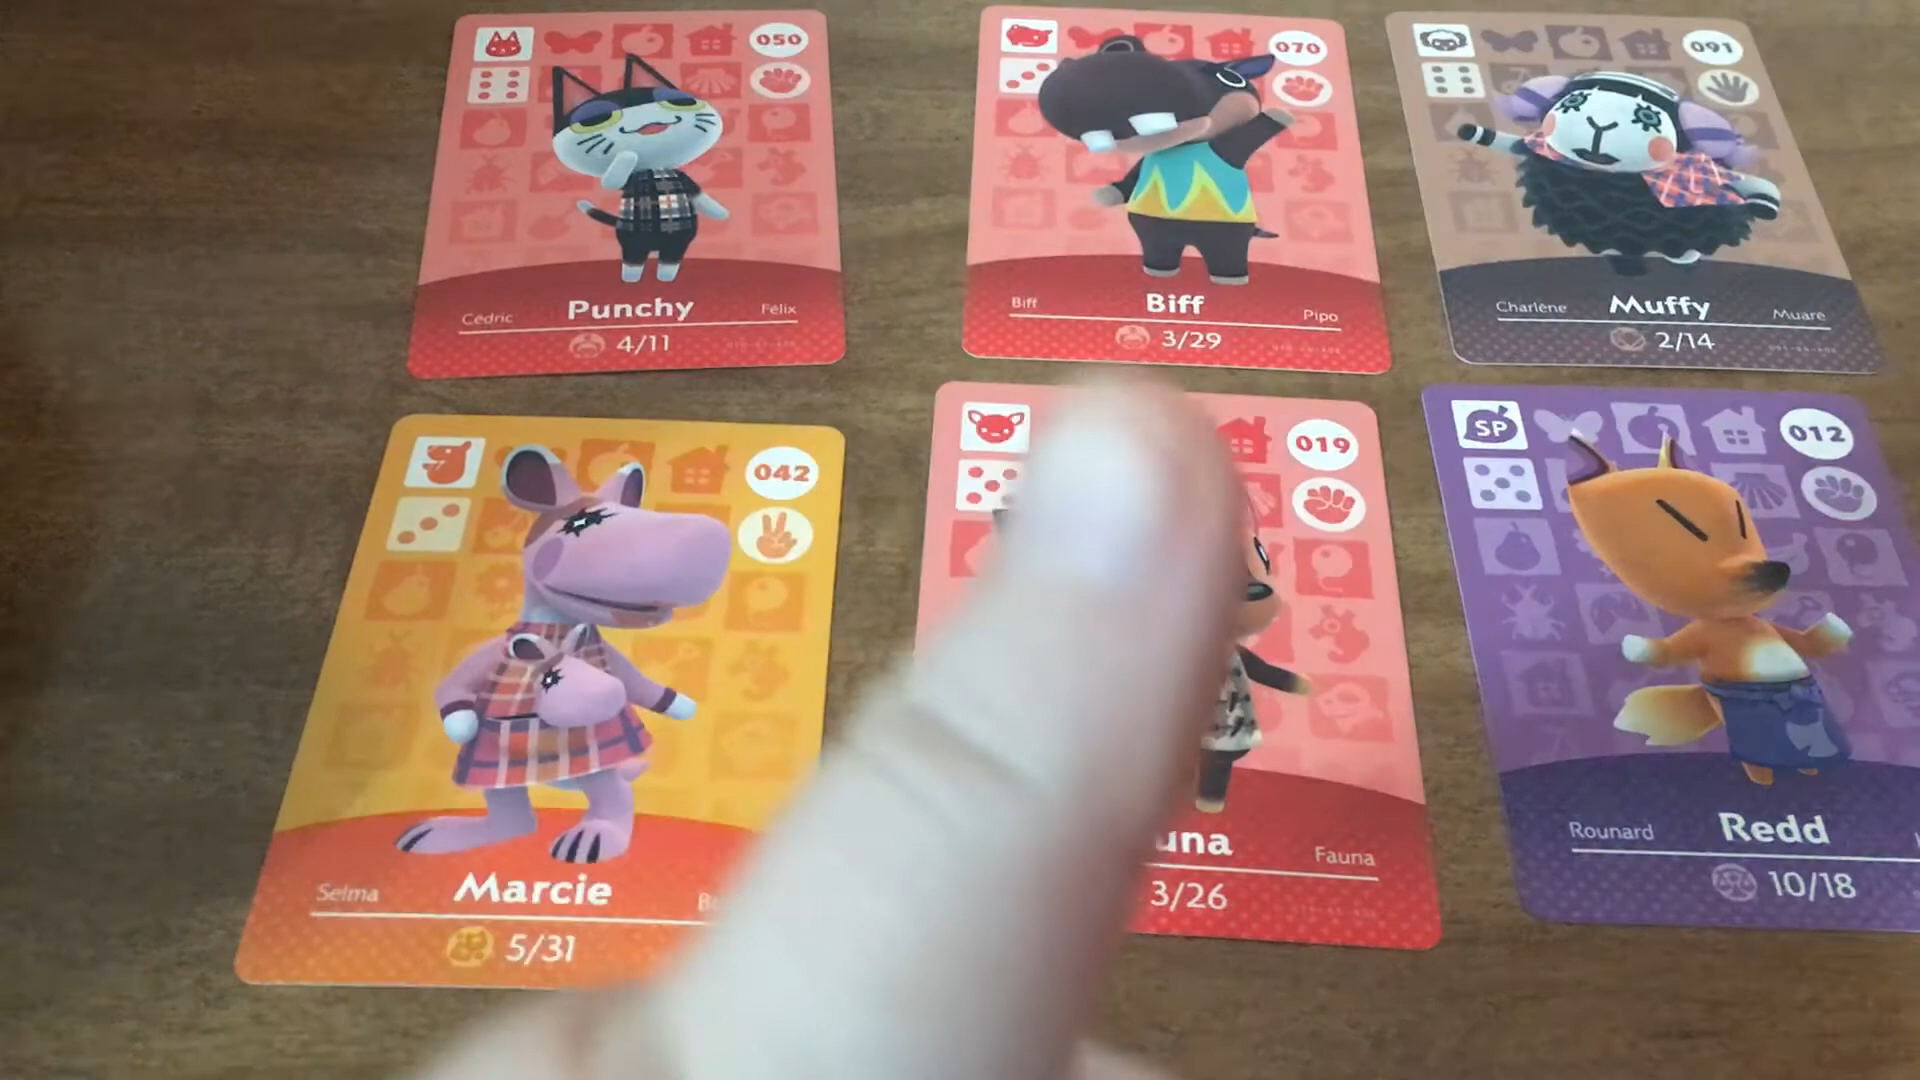 050
Cédric Punchy Félix
4/11
070
Biff Biff Pipo
3/29
091
Charlène Muffy Muare
2/14
042
Selma Marcie
5/31
019
una Fauna
3/26
SP 012
Rounard Redd
10/18